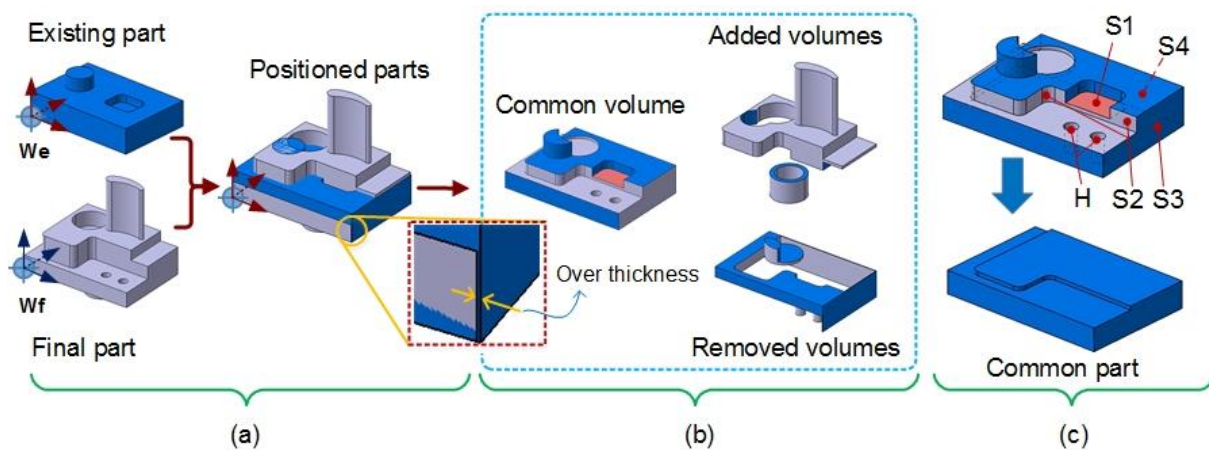 Existing part
We
Wf
Final part
Positioned parts
Common volume
Added volumes
Over thickness
Removed volumes
S1
S4
H
S2
S3
Common part
(a)
(b)
(c)